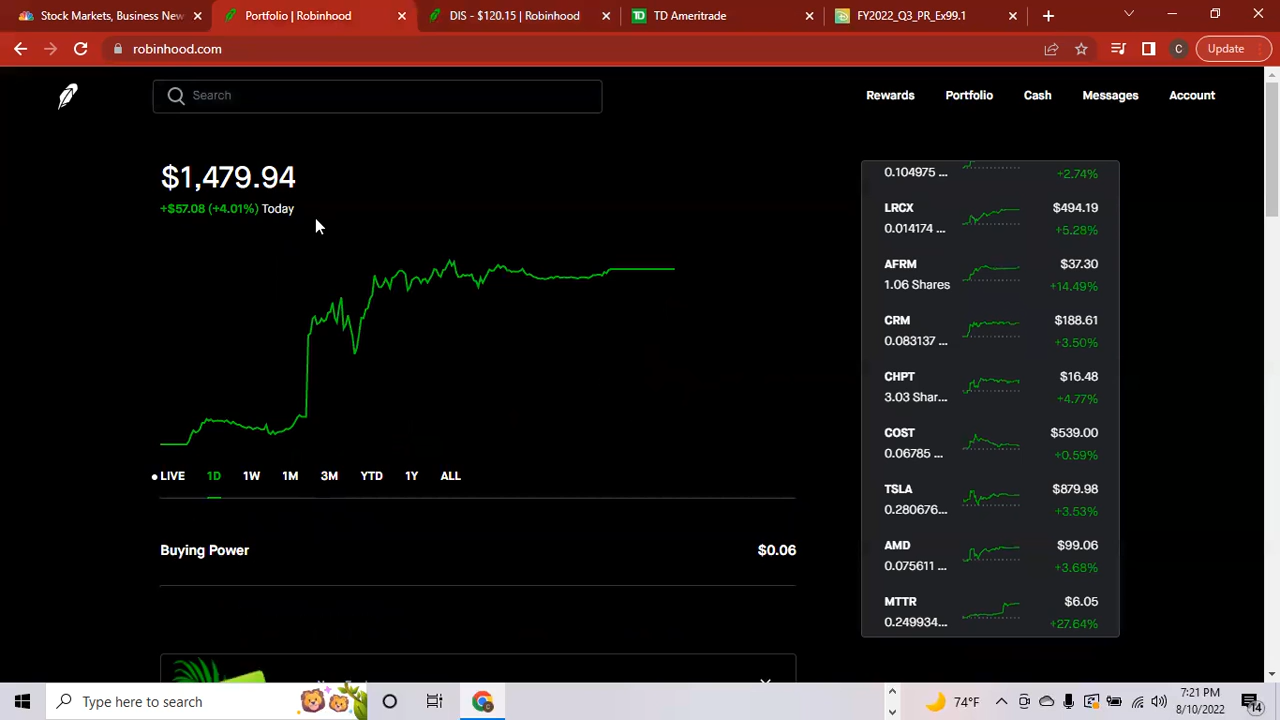 Stock Markets, Business New
Portfolio | Robinhood
DIS - $120.15 | Robinhood
TD Ameritrade
FY2022_Q3_PR_Ex99.1
robinhood.com
C
Update
Search
Rewards
Portfolio
Cash
Messages
Account
$1,479.94
+$57.08 (+4.01%) Today
LIVE
1D
1W
1M
3M
YTD
1Y
ALL
Buying Power
$0.06
0.104975 ...
+2.74%
LRCX
$494.19
0.014174 ...
+5.28%
AFRM
$37.30
1.06 Shares
+14.49%
CRM
$188.61
0.083137 ...
+3.50%
CHPT
$16.48
3.03 Shar...
+4.77%
COST
$539.00
0.06785 ...
+0.59%
TSLA
$879.98
0.280676...
+3.53%
AMD
$99.06
0.075611 ...
+3.68%
MTTR
$6.05
0.249934...
+27.64%
Type here to search
74°F
7:21 PM
8/10/2022
14